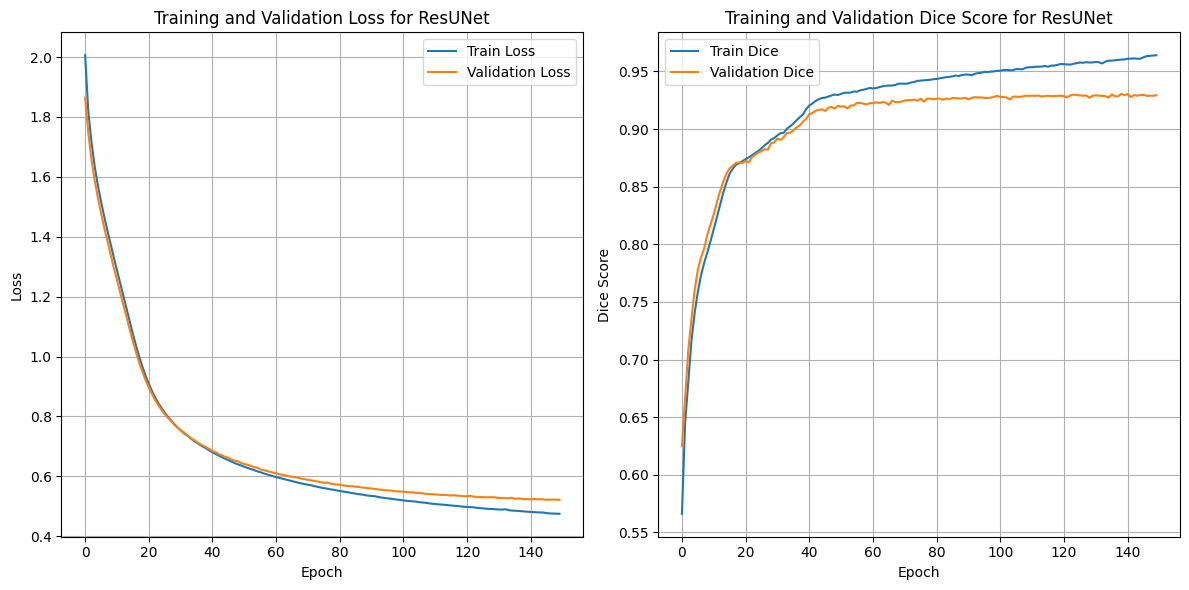 Training and Validation Loss for ResUNet
Train Loss
Validation Loss
2.0
1.8
1.6
1.4
1.2
1.0
0.8
0.6
0.4
Loss
0 20 40 60 80 100 120 140
Epoch
Training and Validation Dice Score for ResUNet
Train Dice
Validation Dice
0.95
0.90
0.85
0.80
0.75
0.70
0.65
0.60
0.55
Dice Score
0 20 40 60 80 100 120 140
Epoch